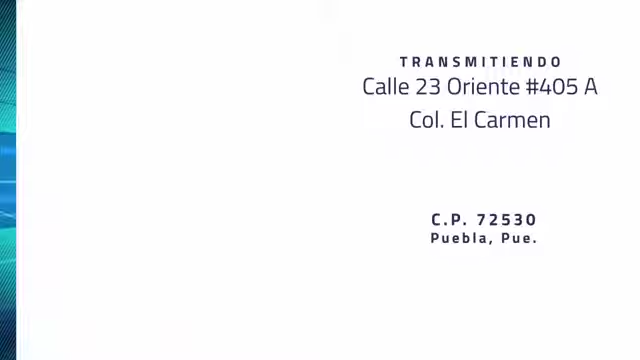 TRANSMITIENDO
Calle 23 Oriente #405 A
Col. El Carmen
C.P. 72530
Puebla, Pue.